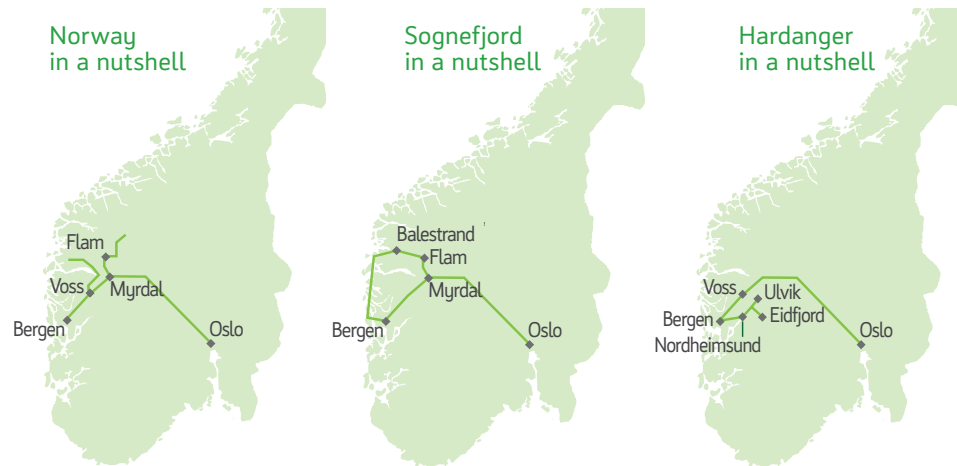 Norway
in a nutshell
Flam
Voss
Myrdal
Bergen
Oslo
Sognefjord
in a nutshell
Balestrand
Flam
Myrdal
Bergen
Oslo
Hardanger
in a nutshell
Voss
Ulvik
Bergen
Eidfjord
Nordheimsund
Oslo